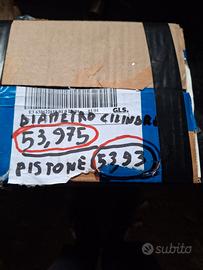 GLS.
DIAMETRO CILINDRO
53,975
PISTONE 53,93
subito